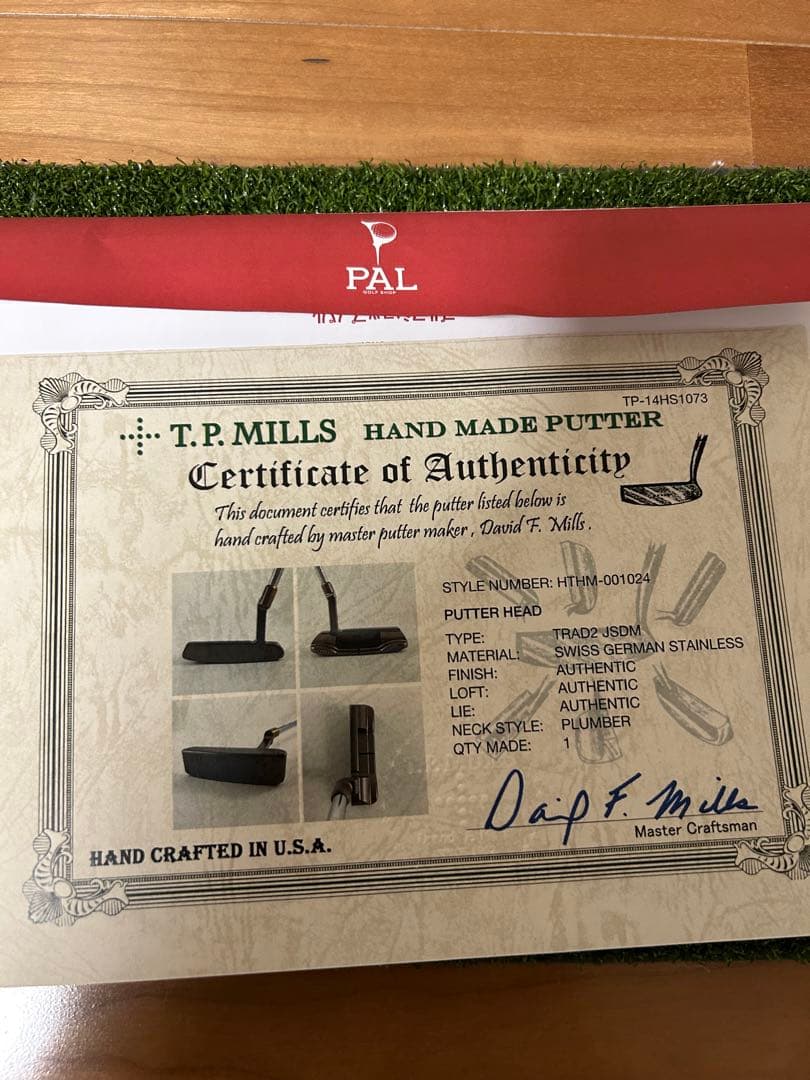 PAL
GOLF SHOP
TP-14HS1073
T.P. MILLS HAND MADE PUTTER
Certificate of Authenticity
This document certifies that the putter listed below is
hand crafted by master putter maker, David F. Mills.
STYLE NUMBER: HTHM-001024
PUTTER HEAD
TYPE: TRAD2 JSDM
MATERIAL: SWISS GERMAN STAINLESS
FINISH: AUTHENTIC
LOFT: AUTHENTIC
LIE: AUTHENTIC
NECK STYLE: PLUMBER
QTY MADE: 1
David F. Mills
Master Craftsman
HAND CRAFTED IN U.S.A.